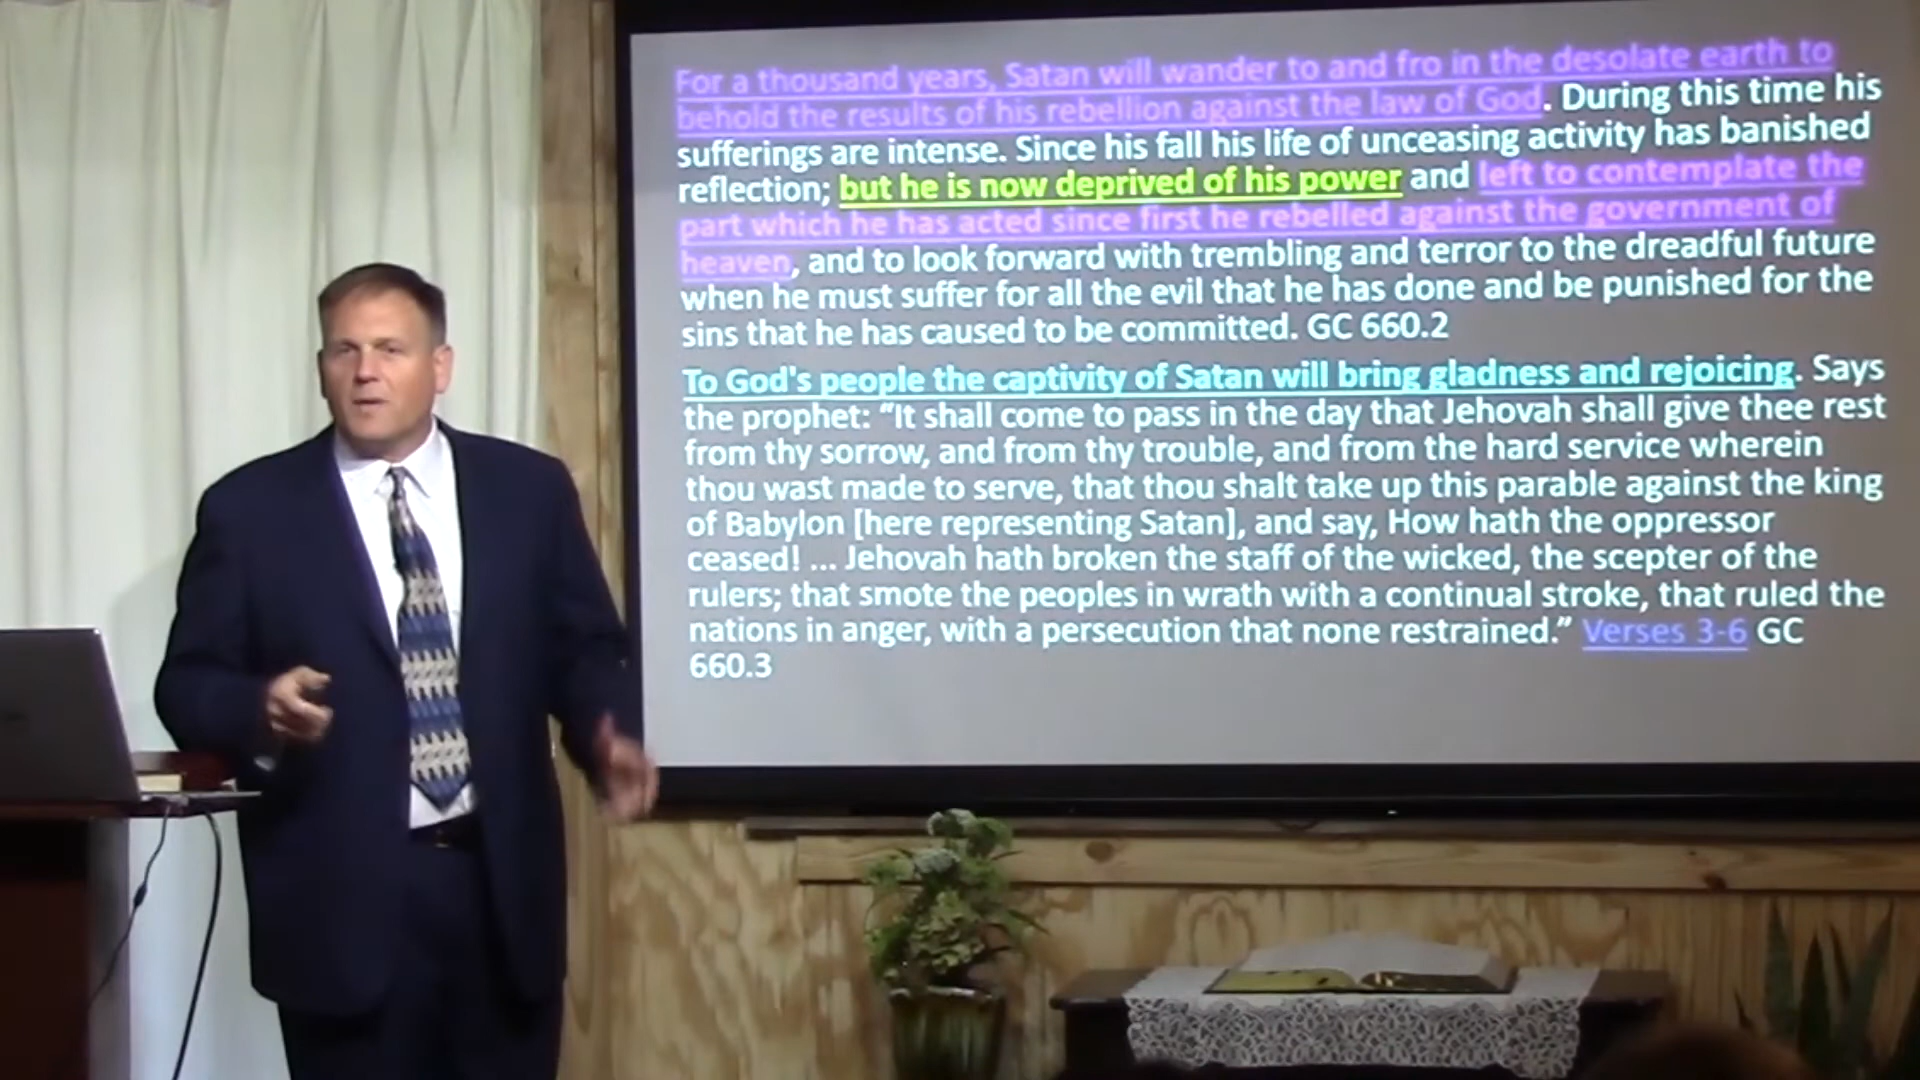 For a thousand years, Satan will wander to and fro in the desolate earth to
behold the results of his rebellion against the law of God. During this time his
sufferings are intense. Since his fall his life of unceasing activity has banished
reflection; but he is now deprived of his power and left to contemplate the
part which he has acted since first he rebelled against the government of
heaven, and to look forward with trembling and terror to the dreadful future
when he must suffer for all the evil that he has done and be punished for the
sins that he has caused to be committed. GC 660.2
To God's people the captivity of Satan will bring gladness and rejoicing. Says
the prophet: “It shall come to pass in the day that Jehovah shall give thee rest
from thy sorrow, and from thy trouble, and from the hard service wherein
thou wast made to serve, that thou shalt take up this parable against the king
of Babylon [here representing Satan], and say, How hath the oppressor
ceased! ... Jehovah hath broken the staff of the wicked, the scepter of the
rulers; that smote the peoples in wrath with a continual stroke, that ruled the
nations in anger, with a persecution that none restrained.” Verses 3-6 GC
660.3